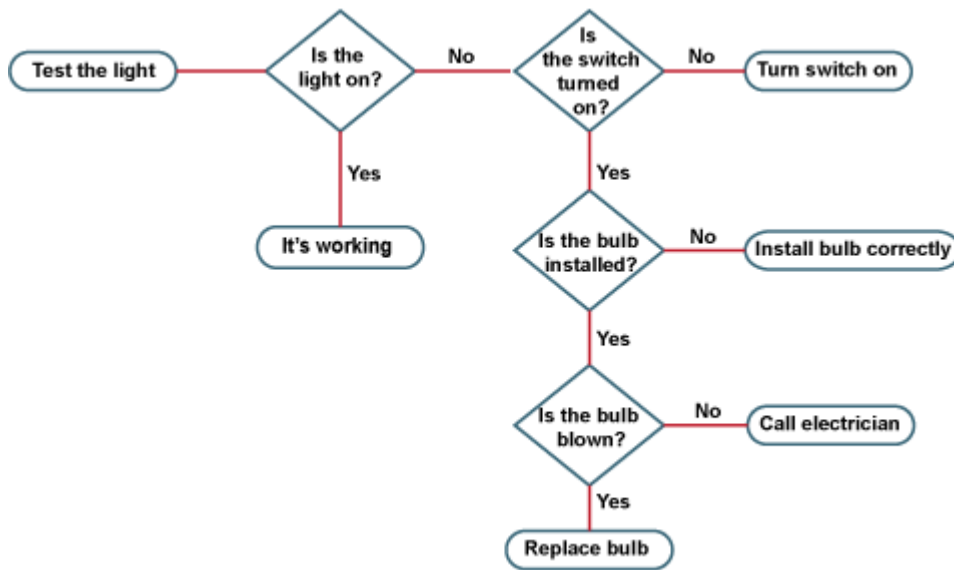 Test the light
Is the
light on?
No
Is
the switch
turned
on?
No
Turn switch on
Yes
It's working
Yes
Is the bulb
installed?
No
Install bulb correctly
Yes
Is the bulb
blown?
No
Call electrician
Yes
Replace bulb